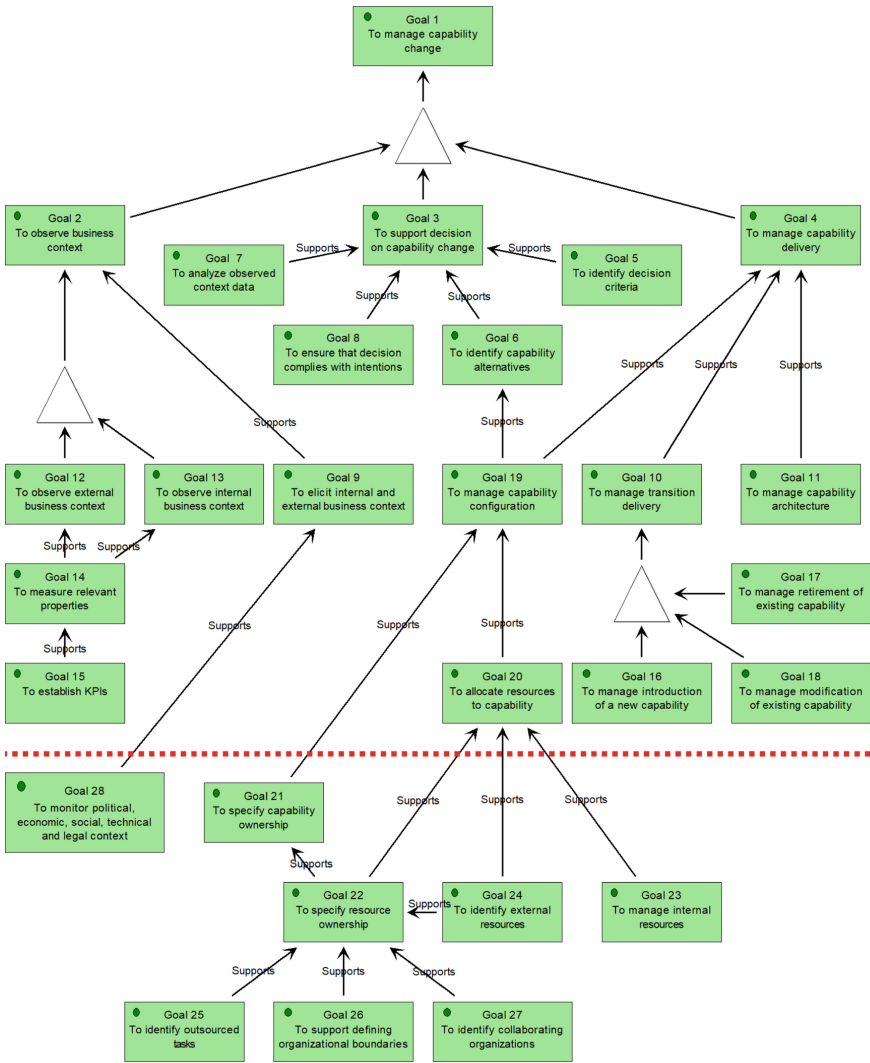 Goal 1
To manage capability
change
Goal 2
To observe business
context
Goal 3
To support decision
on capability change
Goal 4
To manage capability
delivery
Goal 7
To analyze observed
context data
Supports
Supports
Goal 5
To identify decision
criteria
Supports
Supports
Goal 8
To ensure that decision
complies with intentions
Goal 6
To identify capability
alternatives
Supports
Supports
Supports
Supports
Supports
Goal 12
To observe external
business context
Goal 13
To observe internal
business context
Goal 9
To elicit internal and
external business context
Goal 19
To manage capability
configuration
Goal 10
To manage transition
delivery
Goal 11
To manage capability
architecture
Supports
Supports
Goal 14
To measure relevant
properties
Goal 17
To manage retirement of
existing capability
Supports
Supports
Supports
Supports
Goal 15
To establish KPIs
Goal 20
To allocate resources
to capability
Goal 16
To manage introduction
of a new capability
Goal 18
To manage modification
of existing capability
Goal 28
To monitor political,
economic, social, technical
and legal context
Goal 21
To specify capability
ownership
Supports
Supports
Supports
Supports
Goal 22
To specify resource
ownership
Supports
Goal 24
To identify external
resources
Goal 23
To manage internal
resources
Supports
Supports
Supports
Goal 25
To identify outsourced
tasks
Goal 26
To support defining
organizational boundaries
Goal 27
To identify collaborating
organizations